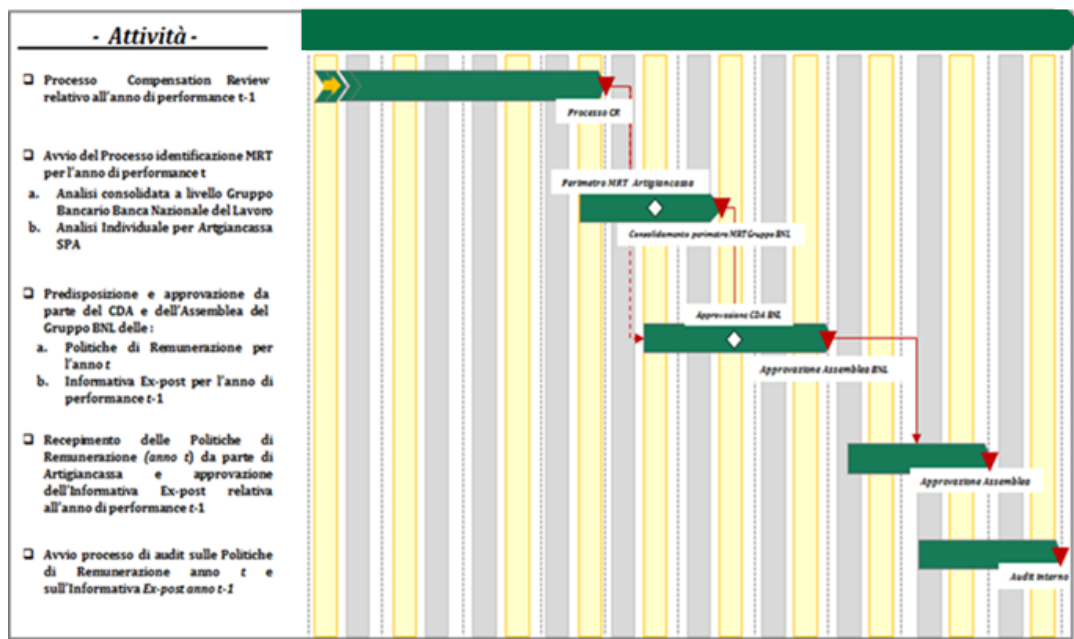 - Attività -
Processo Compensation Review
relativo all'anno di performance t-1
Avvio del Processo identificazione MRT
per l'anno di performance t
a. Analisi consolidata a livello Gruppo
Bancario Banca Nazionale del Lavoro
b. Analisi Individuale per Artgiancassa
SPA
Predisposizione e approvazione da
parte del CDA e dell'Assemblea del
Gruppo BNL delle :
a. Politiche di Remunerazione per
l'anno t
b. Informativa Ex-post per l'anno di
performance t-1
Recepimento delle Politiche di
Remunerazione (anno t) da parte di
Artigiancassa e approvazione
dell'Informativa Ex-post relativa
all'anno di performance t-1
Avvio processo di audit sulle Politiche
di Remunerazione anno t e
sull'Informativa Ex-post anno t-1
Processo CR
Perimetro MRT Artigiancassa
Consolidamento perimetro MRT Gruppo BNL
Approvazione CDA BNL
Approvazione Assemblea BNL
Approvazione Assemblea
Audit Interno